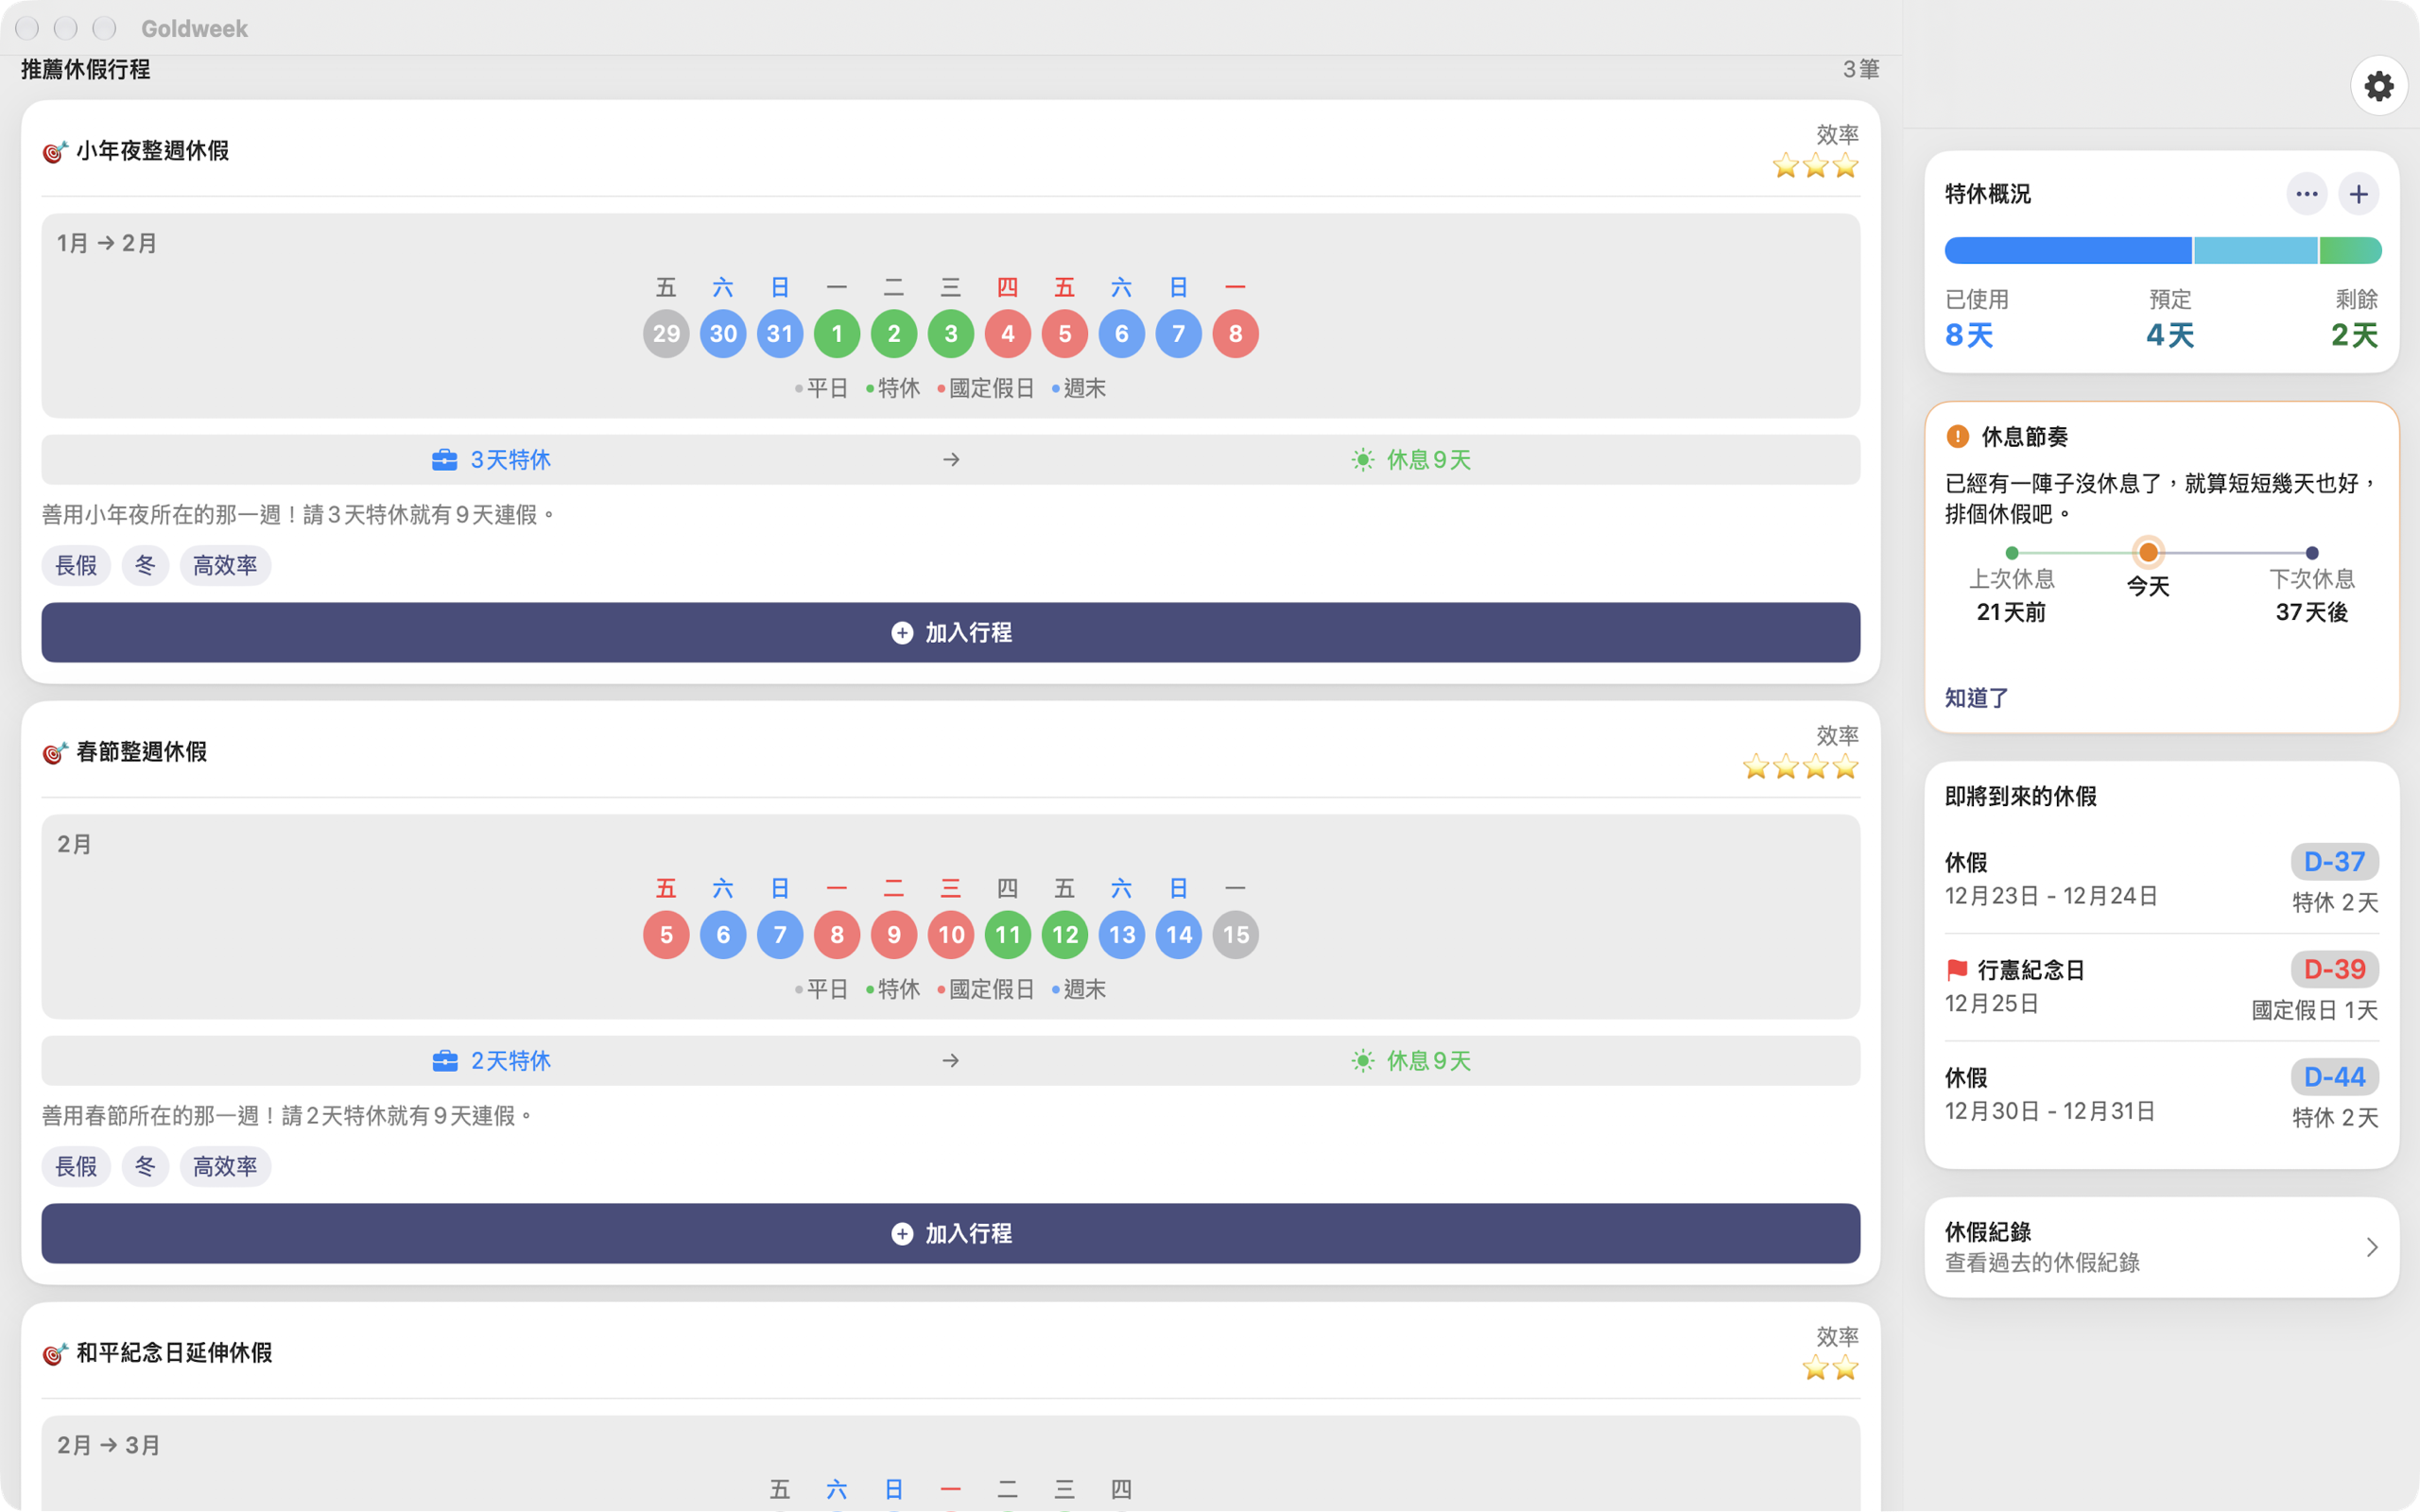 Goldweek
推薦休假行程
3筆
小年夜整週休假
效率
1月 → 2月
五 六 日 一 二 三 四 五 六 日 一
29 30 31 1 2 3 4 5 6 7 8
平日 特休 國定假日 週末
3天特休 → 休息9天
善用小年夜所在的那一週！請3天特休就有9天連假。
長假 冬 高效率
加入行程
春節整週休假
效率
2月
五 六 日 一 二 三 四 五 六 日 一
5 6 7 8 9 10 11 12 13 14 15
平日 特休 國定假日 週末
2天特休 → 休息9天
善用春節所在的那一週！請2天特休就有9天連假。
長假 冬 高效率
加入行程
和平紀念日延伸休假
效率
2月 → 3月
五 六 日 一 二 三 四
特休概況
已使用 預定 剩餘
8天 4天 2天
休息節奏
已經有一陣子沒休息了，就算短短幾天也好，
排個休假吧。
上次休息 今天 下次休息
21天前 37天後
知道了
即將到來的休假
休假 D-37
12月23日 - 12月24日 特休 2天
行憲紀念日 D-39
12月25日 國定假日 1天
休假 D-44
12月30日 - 12月31日 特休 2天
休假紀錄
查看過去的休假紀錄